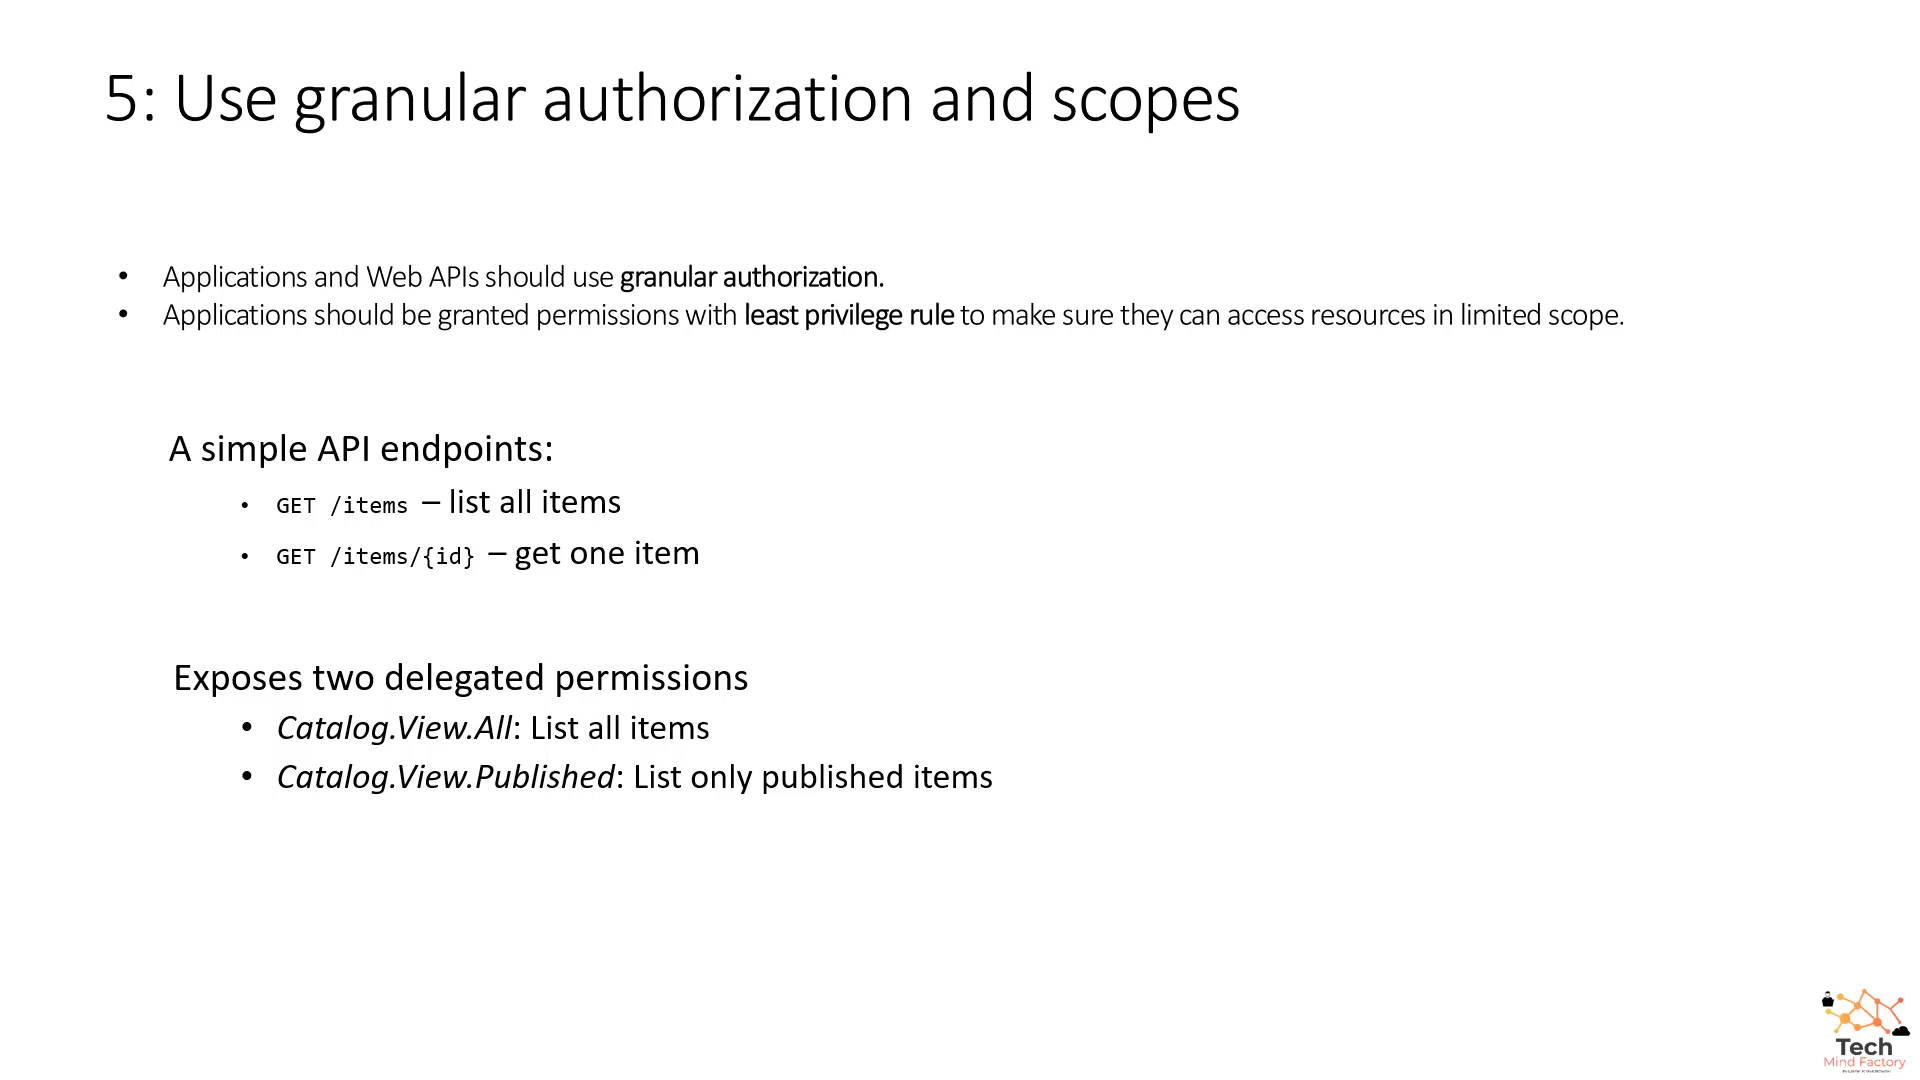 5: Use granular authorization and scopes
• Applications and Web APIs should use granular authorization.
• Applications should be granted permissions with least privilege rule to make sure they can access resources in limited scope.
A simple API endpoints:
• GET /items – list all items
• GET /items/{id} – get one item
Exposes two delegated permissions
• Catalog.View.All: List all items
• Catalog.View.Published: List only published items
Tech
Mind Factory